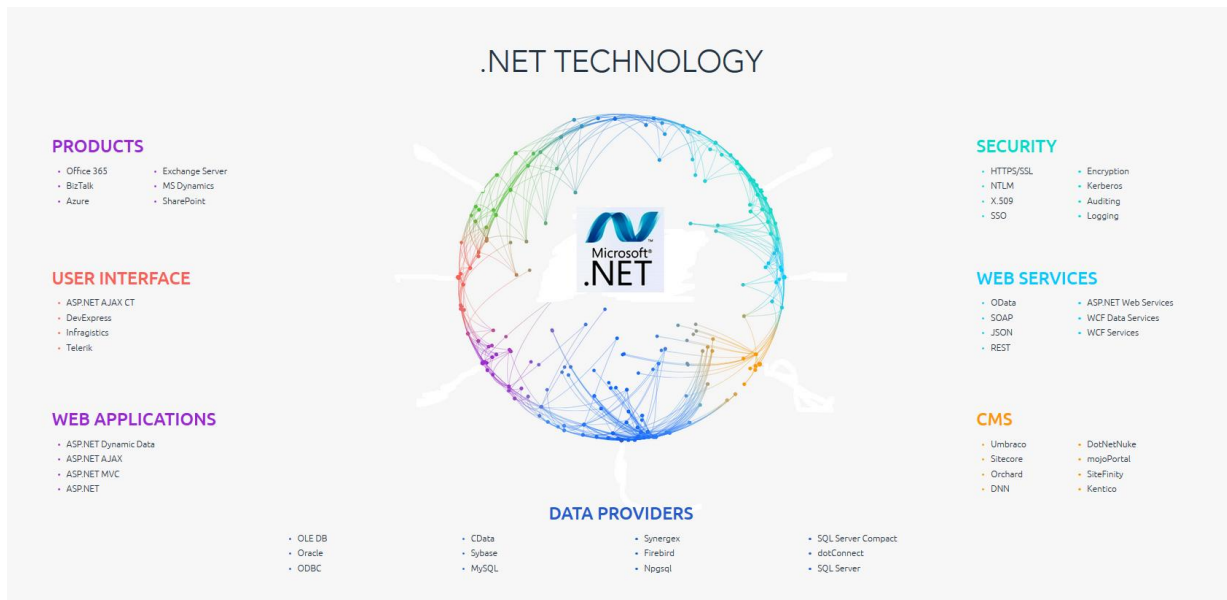 .NET TECHNOLOGY
PRODUCTS
Office 365
BizTalk
Azure
Exchange Server
MS Dynamics
SharePoint
USER INTERFACE
ASP.NET AJAX CT
DevExpress
Infragistics
Telerik
WEB APPLICATIONS
ASP.NET Dynamic Data
ASP.NET AJAX
ASP.NET MVC
ASP.NET
Microsoft®
.NET
TM
SECURITY
HTTPS/SSL
NTLM
X.509
SSO
Encryption
Kerberos
Auditing
Logging
WEB SERVICES
OData
SOAP
JSON
REST
ASP.NET Web Services
WCF Data Services
WCF Services
CMS
Umbraco
Sitecore
Orchard
DNN
DotNetNuke
mojoPortal
SiteFinity
Kentico
DATA PROVIDERS
OLE DB
Oracle
ODBC
CData
Sybase
MySQL
Synergex
Firebird
Npgsql
SQL Server Compact
dotConnect
SQL Server